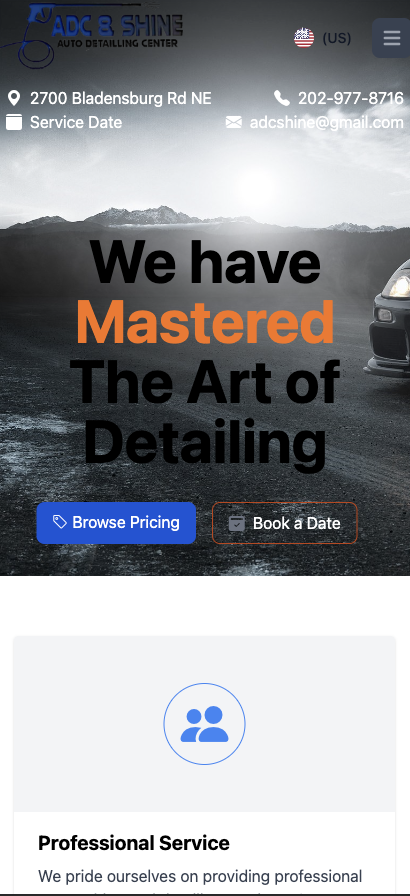 ADC & SHINE
AUTO DETAILLING CENTER
(US)
2700 Bladensburg Rd NE
202-977-8716
Service Date
adcshine@gmail.com
We have
Mastered
The Art of
Detailing
Browse Pricing
Book a Date
Professional Service
We pride ourselves on providing professional